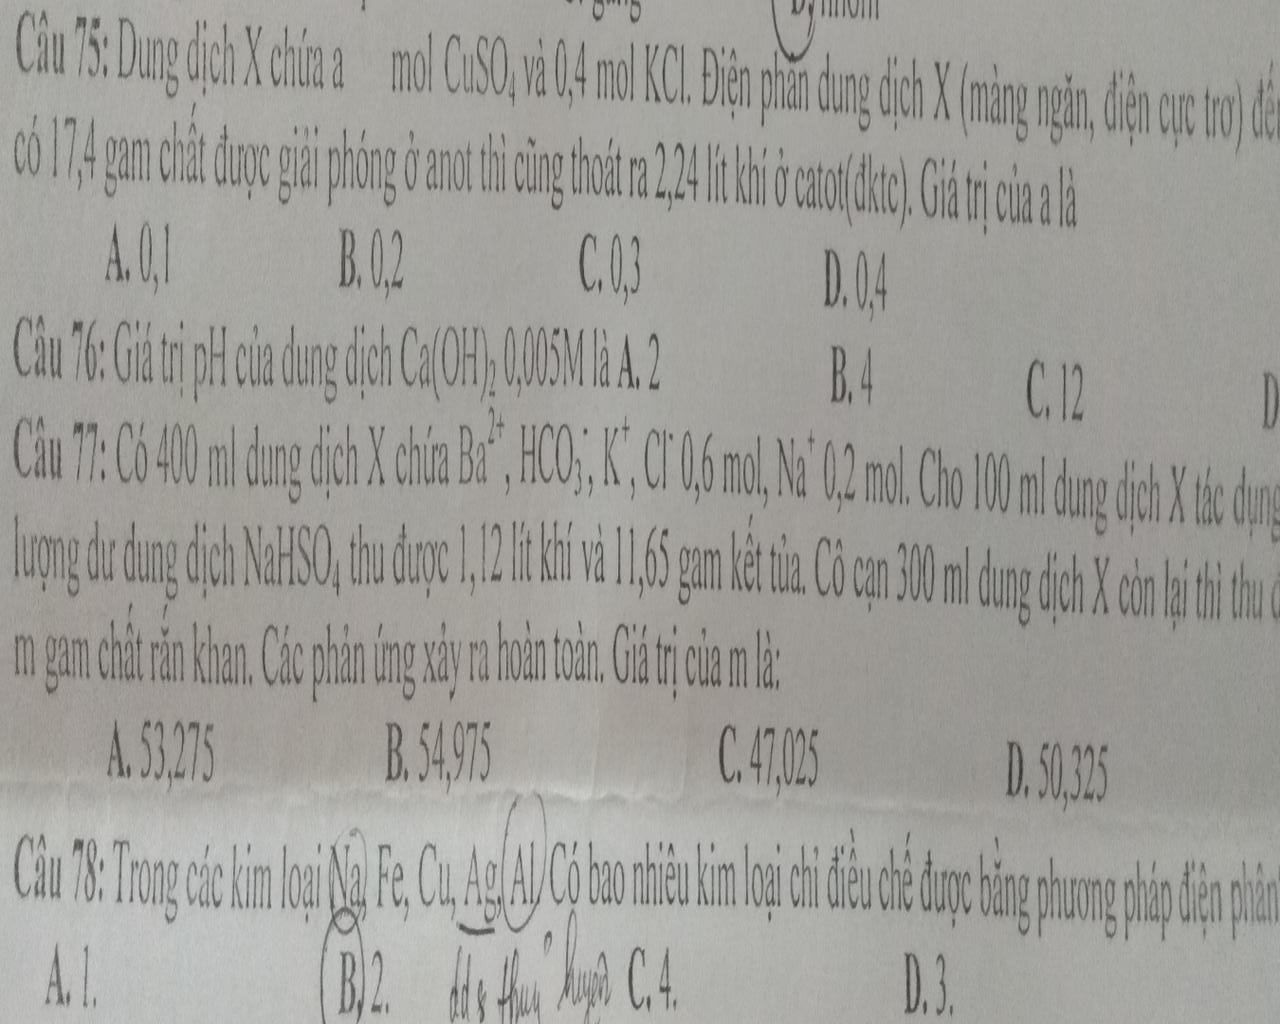 D, nhôm
Câu 75: Dung dịch X chứa a mol CuSO₄ và 0,4 mol KCl. Điện phân dung dịch X (màng ngăn, điện cực trơ) đến
có 17,4 gam chất được giải phóng ở anot thì cũng thoát ra 2,24 lít khí ở catot(đktc). Giá trị của a là
A. 0,1 B. 0,2 C. 0,3 D. 0,4
Câu 76: Giá trị pH của dung dịch Ca(OH)₂ 0,005M là A. 2 B. 4 C. 12 D
Câu 77: Có 400 ml dung dịch X chứa Ba²⁺, HCO₃⁻, K⁺, Cl⁻ 0,6 mol, Na⁺ 0,2 mol. Cho 100 ml dung dịch X tác dụng
lượng dư dung dịch NaHSO₄ thu được 1,12 lít khí và 11,65 gam kết tủa. Cô cạn 300 ml dung dịch X còn lại thì thu
m gam chất rắn khan. Các phản ứng xảy ra hoàn toàn. Giá trị của m là:
A. 53,275 B. 54,975 C. 47,025 D. 50,325
Câu 78: Trong các kim loại Na, Fe, Cu, Ag, Al. Có bao nhiêu kim loại chỉ điều chế được bằng phương pháp điện phân
A. 1. B. 2. thuỷ luyện C. 4. D. 3.